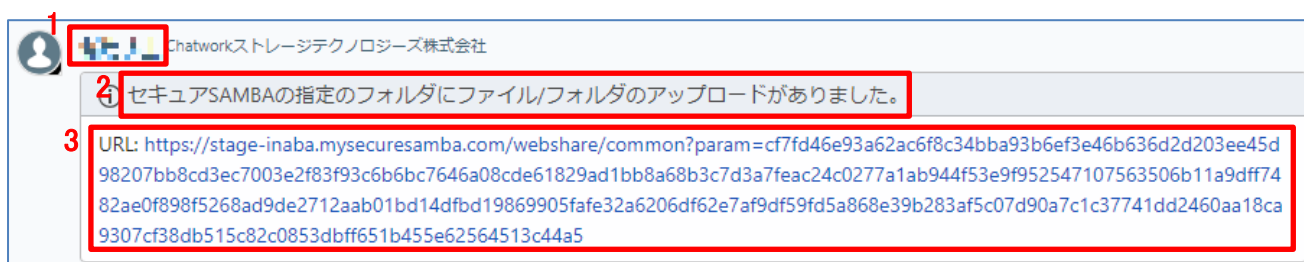 1
Chatworkストレージテクノロジーズ株式会社
2
セキュアSAMBAの指定のフォルダにファイル/フォルダのアップロードがありました。
3
URL: https://stage-inaba.mysecuresamba.com/webshare/common?param=cf7fd46e93a62ac6f8c34bba93b6ef3e46b636d2d203ee45d
98207bb8cd3ec7003e2f83f93c6b6bc7646a08cde61829ad1bb8a68b3c7d3a7feac24c0277a1ab944f53e9f952547107563506b11a9dff74
82ae0f898f5268ad9de2712aab01bd14dfbd19869905fafe32a6206df62e7af9df59fd5a868e39b283af5c07d90a7c1c37741dd2460aa18ca
9307cf38db515c82c0853dbff651b455e62564513c44a5